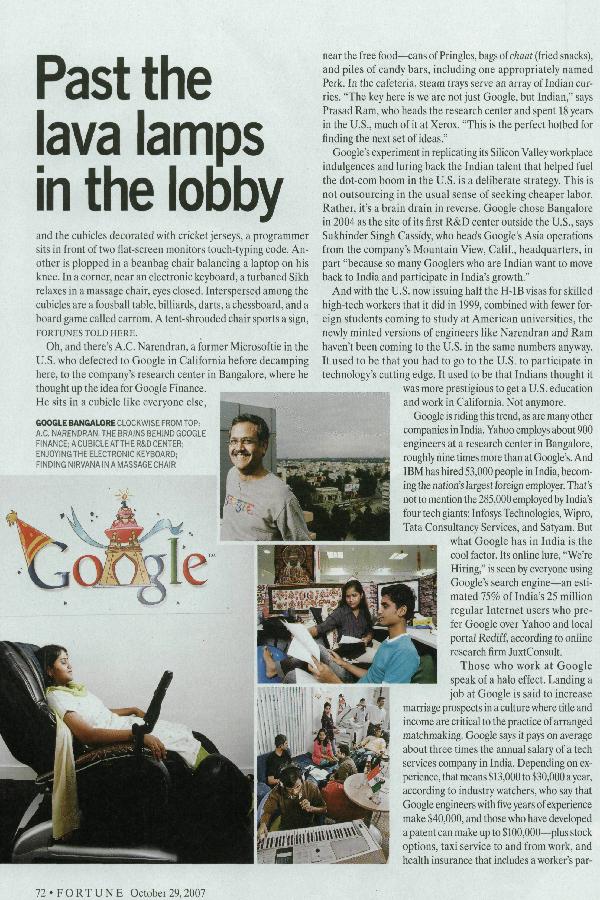 Past the
lava lamps
in the lobby
and the cubicles decorated with cricket jerseys, a programmer
sits in front of two flat-screen monitors touch-typing code. An-
other is plopped in a beanbag chair balancing a laptop on his
knee. In a corner, near an electronic keyboard, a turbaned Sikh
relaxes in a massage chair, eyes closed. Interspersed among the
cubicles are a foosball table, billiards, darts, a chessboard, and a
board game called carrom. A tent-shrouded chair sports a sign,
FORTUNES TOLD HERE.
Oh, and there's A.C. Narendran, a former Microsoftie in the
U.S. who defected to Google in California before decamping
here, to the company's research center in Bangalore, where he
thought up the idea for Google Finance.
He sits in a cubicle like everyone else,
GOOGLE BANGALORE CLOCKWISE FROM TOP:
A.C. NARENDRAN, THE BRAINS BEHIND GOOGLE
FINANCE; A CUBICLE AT THE R&D CENTER;
ENJOYING THE ELECTRONIC KEYBOARD;
FINDING NIRVANA IN A MASSAGE CHAIR
Google
near the free food—cans of Pringles, bags of chaat (fried snacks),
and piles of candy bars, including one appropriately named
Perk. In the cafeteria, steam trays serve an array of Indian cur-
ries. "The key here is we are not just Google, but Indian," says
Prasad Ram, who heads the research center and spent 18 years
in the U.S., much of it at Xerox. "This is the perfect hotbed for
finding the next set of ideas."
Google's experiment in replicating its Silicon Valley workplace
indulgences and luring back the Indian talent that helped fuel
the dot-com boom in the U.S. is a deliberate strategy. This is
not outsourcing in the usual sense of seeking cheaper labor.
Rather, it's a brain drain in reverse. Google chose Bangalore
in 2004 as the site of its first R&D center outside the U.S., says
Sukhinder Singh Cassidy, who heads Google's Asia operations
from the company's Mountain View, Calif., headquarters, in
part "because so many Googlers who are Indian want to move
back to India and participate in India's growth."
And with the U.S. now issuing half the H-1B visas for skilled
high-tech workers that it did in 1999, combined with fewer for-
eign students coming to study at American universities, the
newly minted versions of engineers like Narendran and Ram
haven't been coming to the U.S. in the same numbers anyway.
It used to be that you had to go to the U.S. to participate in
technology's cutting edge. It used to be that Indians thought it
was more prestigious to get a U.S. education
and work in California. Not anymore.
Google is riding this trend, as are many other
companies in India. Yahoo employs about 900
engineers at a research center in Bangalore,
roughly nine times more than at Google's. And
IBM has hired 53,000 people in India, becom-
ing the nation's largest foreign employer. That's
not to mention the 285,000 employed by India's
four tech giants: Infosys Technologies, Wipro,
Tata Consultancy Services, and Satyam. But
what Google has in India is the
cool factor. Its online lure, "We're
Hiring," is seen by everyone using
Google's search engine—an esti-
mated 75% of India's 25 million
regular Internet users who pre-
fer Google over Yahoo and local
portal Rediff, according to online
research firm JuxtConsult.
Those who work at Google
speak of a halo effect. Landing a
job at Google is said to increase
marriage prospects in a culture where title and
income are critical to the practice of arranged
matchmaking. Google says it pays on average
about three times the annual salary of a tech
services company in India. Depending on ex-
perience, that means $13,000 to $30,000 a year,
according to industry watchers, who say that
Google engineers with five years of experience
make $40,000, and those who have developed
a patent can make up to $100,000—plus stock
options, taxi service to and from work, and
health insurance that includes a worker's par-
72 • FORTUNE October 29, 2007